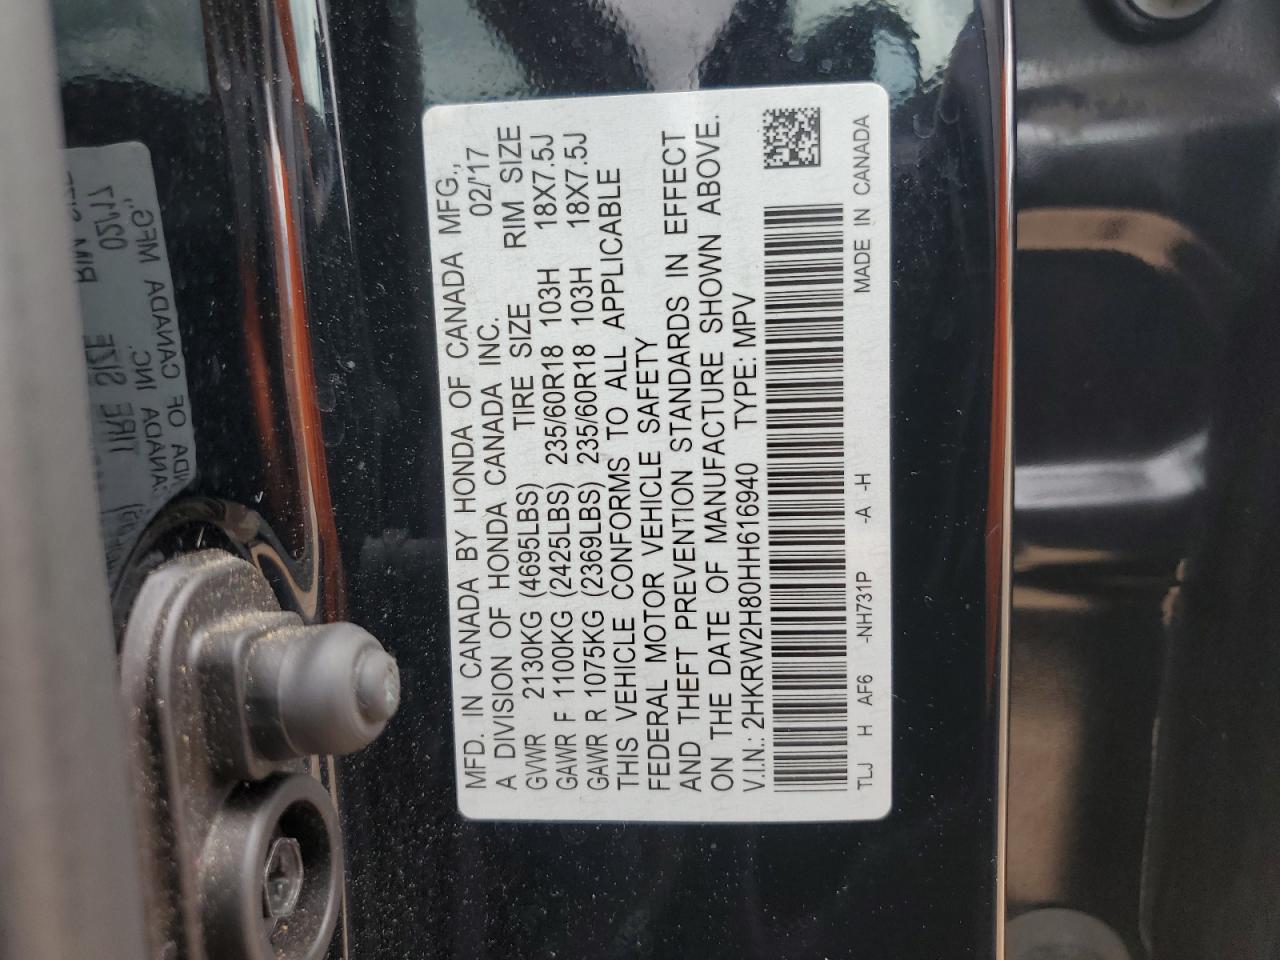 MFD. IN CANADA BY HONDA OF CANADA MFG.,
A DIVISION OF HONDA CANADA INC. 02/'17
GVWR 2130KG (4695LBS) TIRE SIZE RIM SIZE
GAWR F 1100KG (2425LBS) 235/60R18 103H 18X7.5J
GAWR R 1075KG (2369LBS) 235/60R18 103H 18X7.5J
THIS VEHICLE CONFORMS TO ALL APPLICABLE
FEDERAL MOTOR VEHICLE SAFETY
AND THEFT PREVENTION STANDARDS IN EFFECT
ON THE DATE OF MANUFACTURE SHOWN ABOVE.
V.I.N.: 2HKRW2H80HH616940 TYPE: MPV
TLJ H AF6 -NH731P -A -H MADE IN CANADA